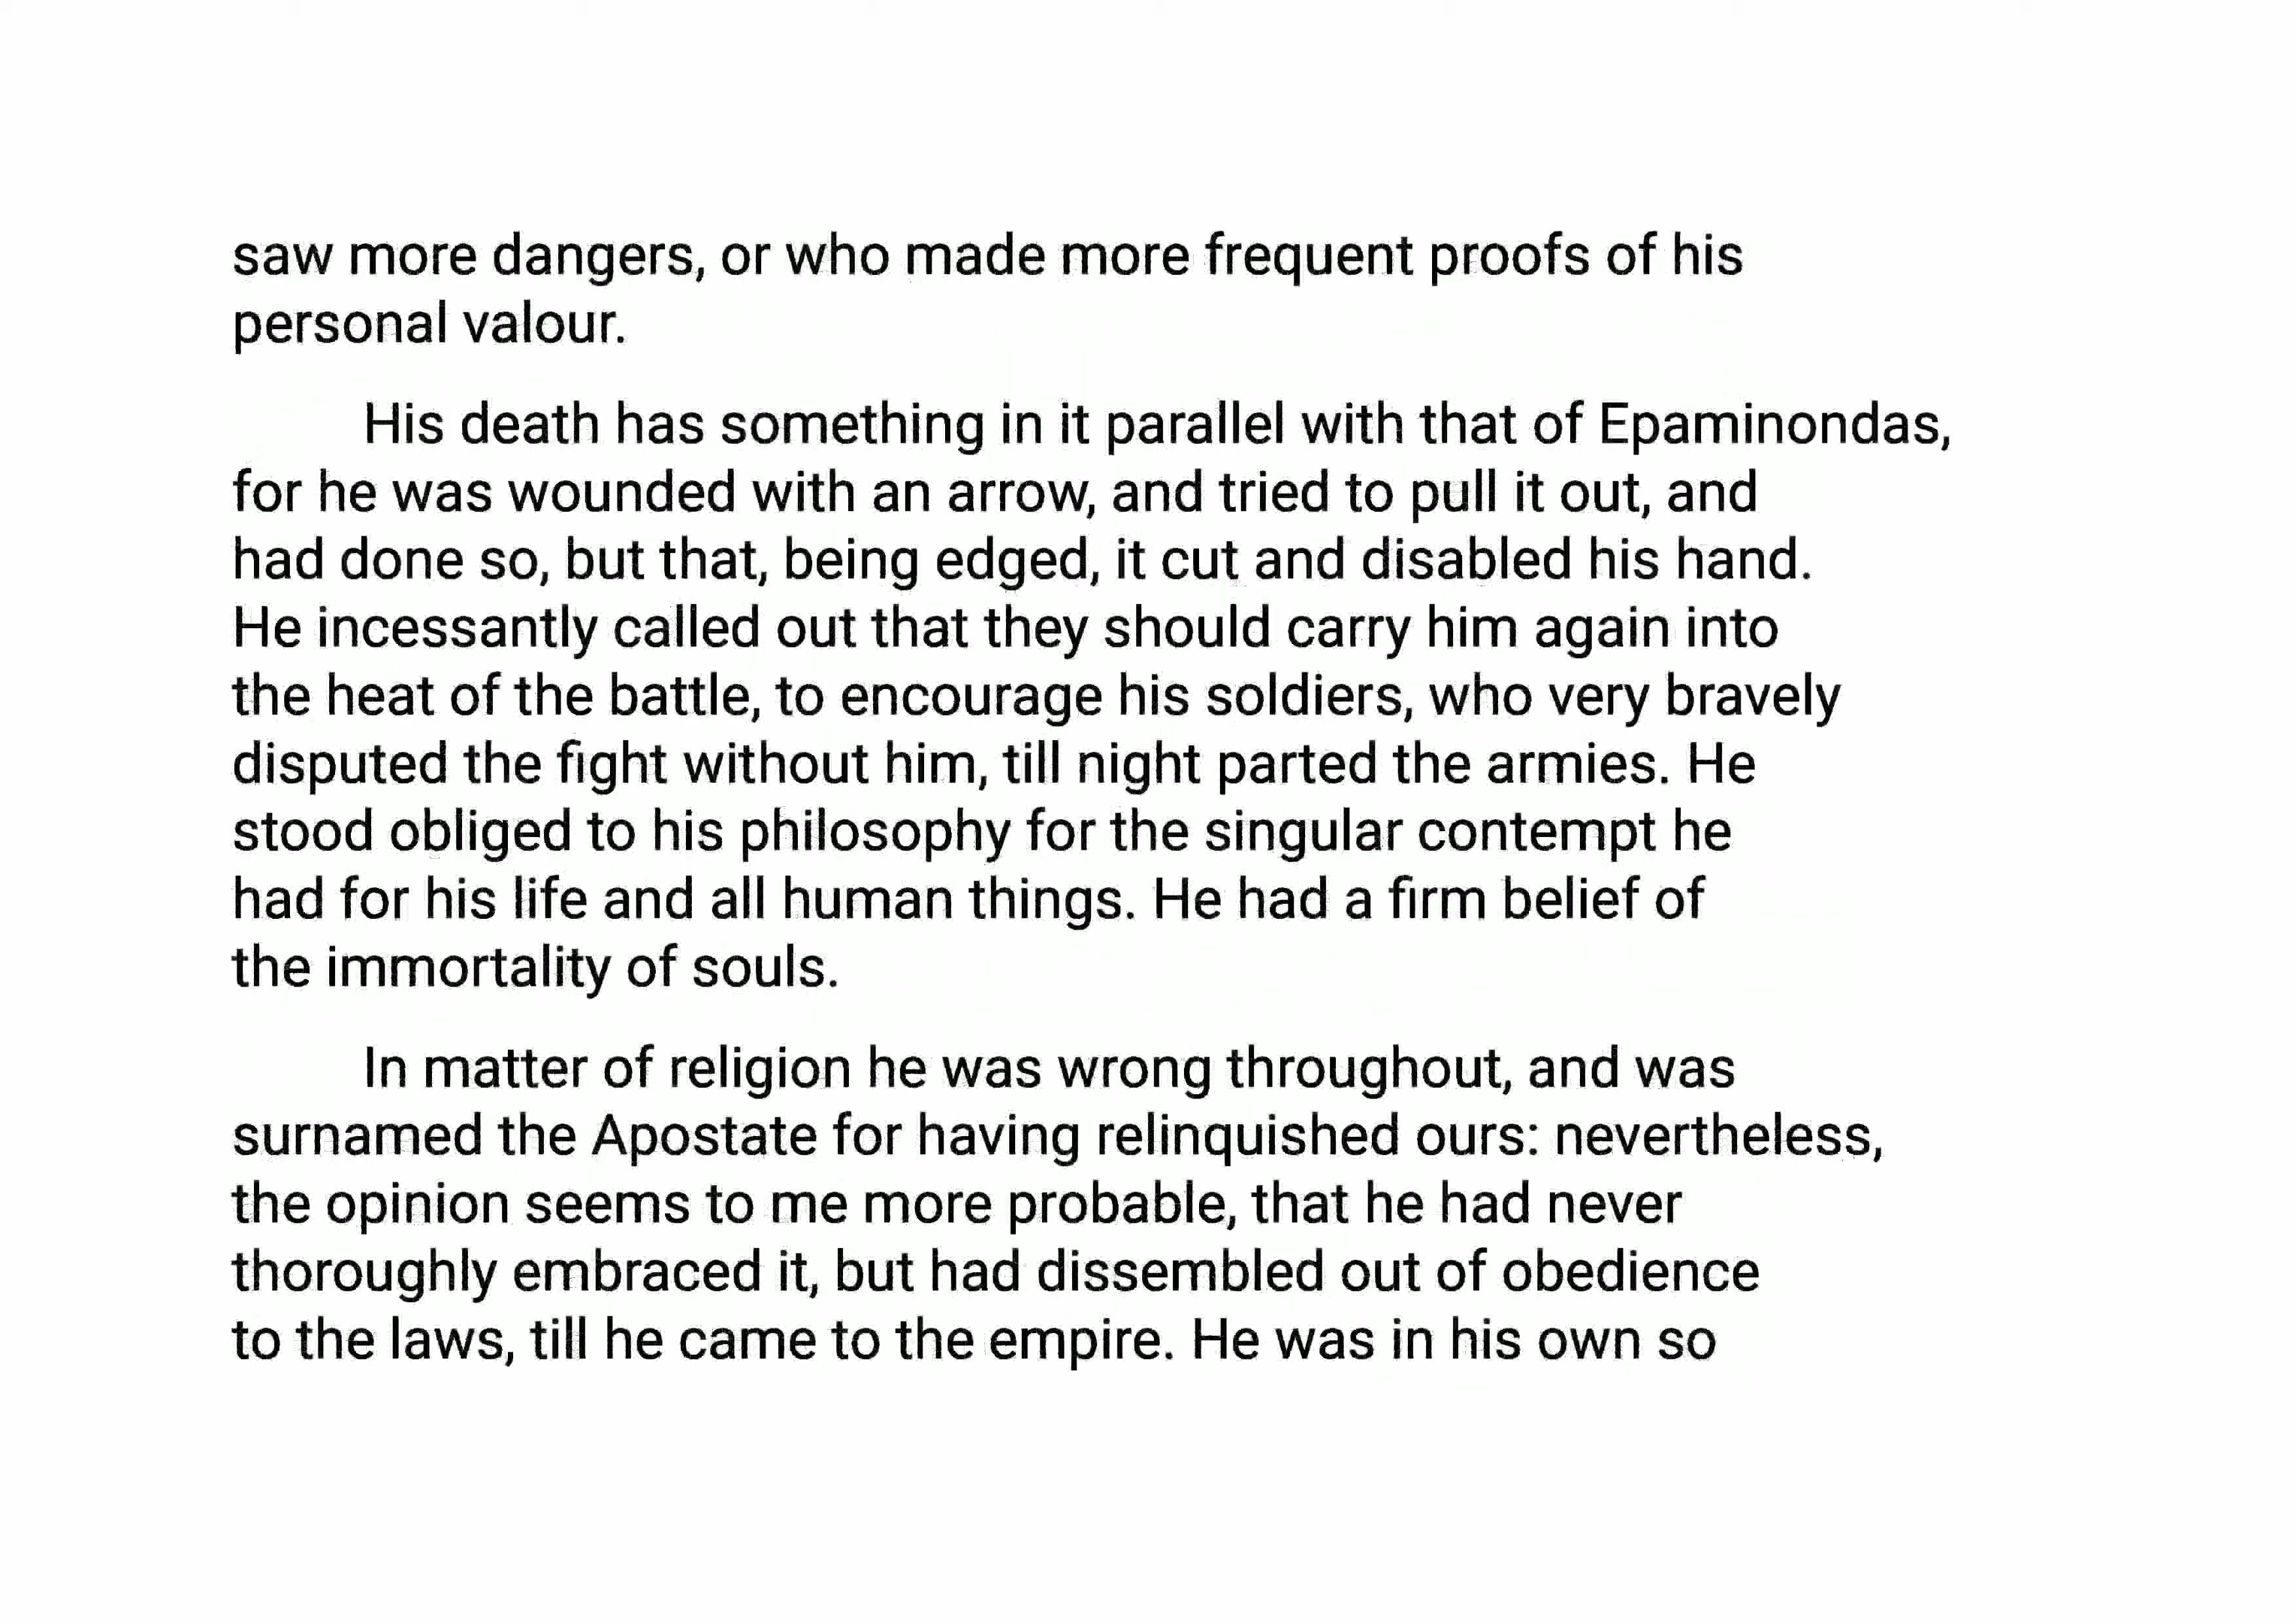 saw more dangers, or who made more frequent proofs of his
personal valour.
His death has something in it parallel with that of Epaminondas,
for he was wounded with an arrow, and tried to pull it out, and
had done so, but that, being edged, it cut and disabled his hand.
He incessantly called out that they should carry him again into
the heat of the battle, to encourage his soldiers, who very bravely
disputed the fight without him, till night parted the armies. He
stood obliged to his philosophy for the singular contempt he
had for his life and all human things. He had a firm belief of
the immortality of souls.
In matter of religion he was wrong throughout, and was
surnamed the Apostate for having relinquished ours: nevertheless,
the opinion seems to me more probable, that he had never
thoroughly embraced it, but had dissembled out of obedience
to the laws, till he came to the empire. He was in his own so